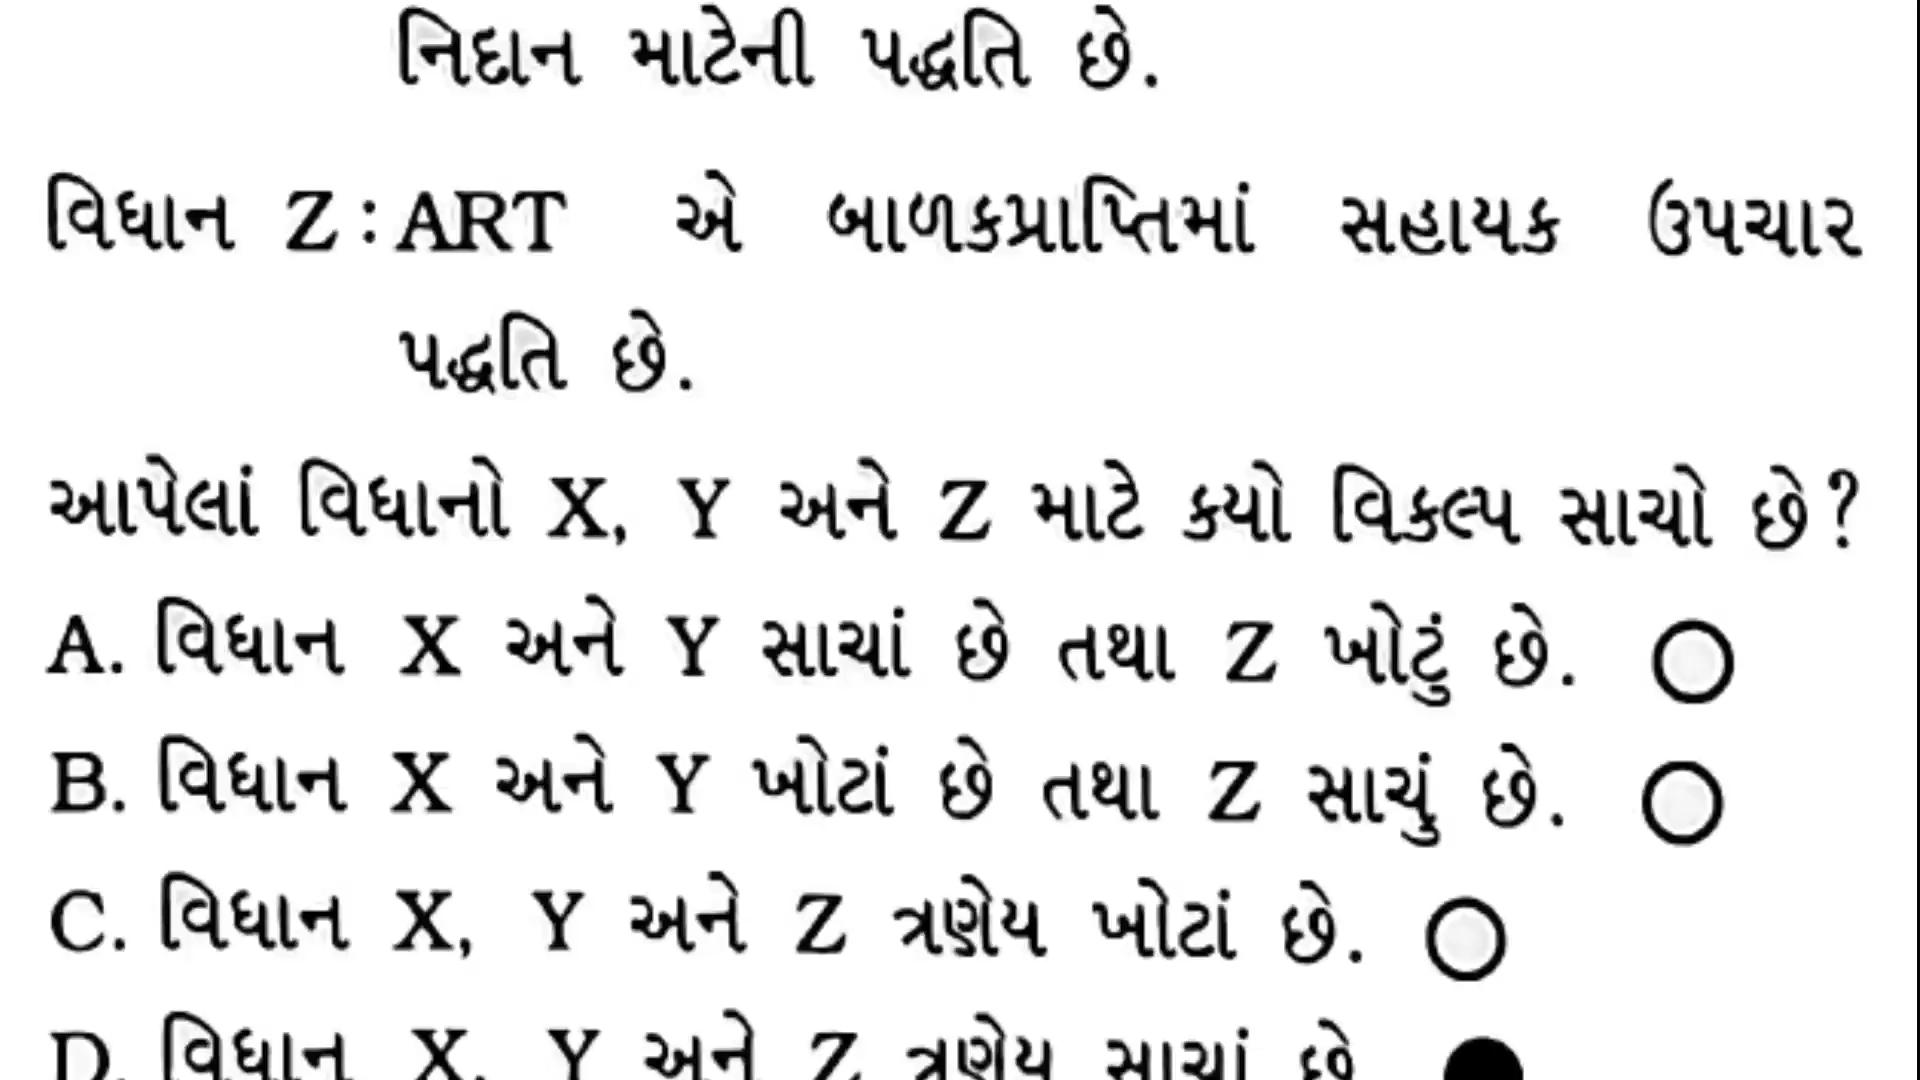 નિદાન માટેની પદ્ધતિ છે.
વિધાન Z : ART એ બાળકપ્રાપ્તિમાં સહાયક ઉપચાર
પદ્ધતિ છે.
આપેલાં વિધાનો X, Y અને Z માટે કયો વિકલ્પ સાચો છે?
A. વિધાન X અને Y સાચાં છે તથા Z ખોટું છે.
B. વિધાન X અને Y ખોટાં છે તથા Z સાચું છે.
C. વિધાન X, Y અને Z ત્રણેય ખોટાં છે.
D. વિધાન X, Y અને Z ત્રણેય સાચાં છે